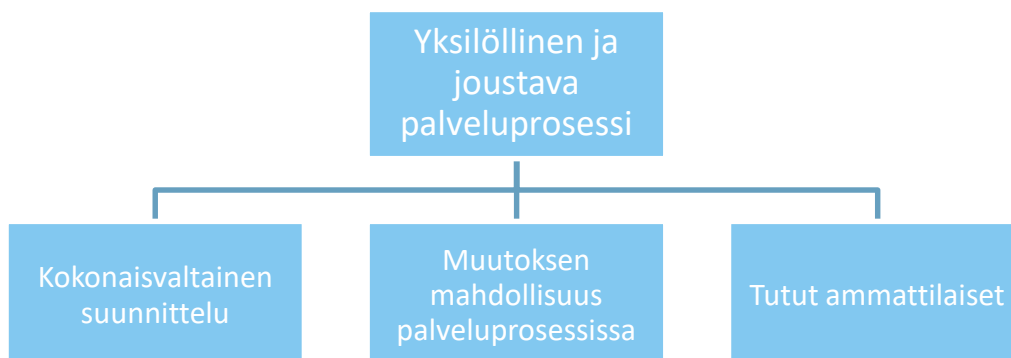 Yksilöllinen ja
joustava
palveluprosessi
Kokonaisvaltainen
suunnittelu
Muutoksen
mahdollisuus
palveluprosessissa
Tutut ammattilaiset